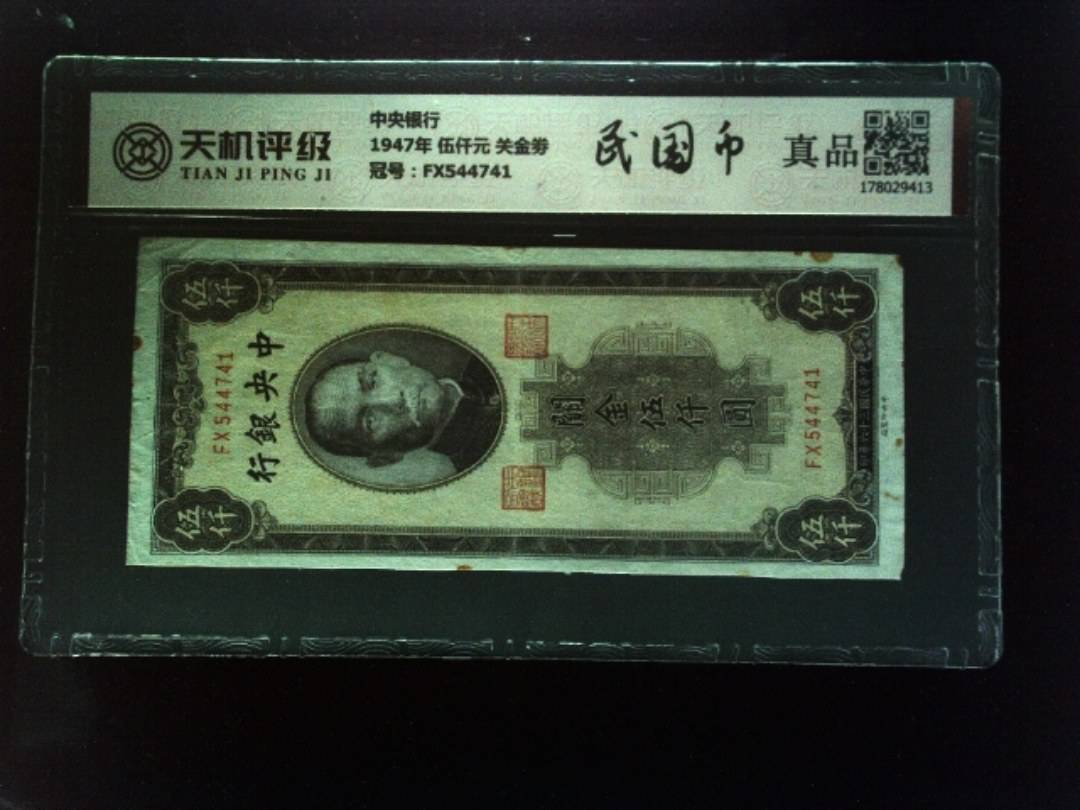 天机评级
TIAN JI PING JI
中央银行
1947年 伍仟元 关金券
冠号：FX544741
民国币
真品
178029413
伍仟
伍仟
中央銀行
FX544741
關金伍仟圓
FX544741
伍仟
伍仟